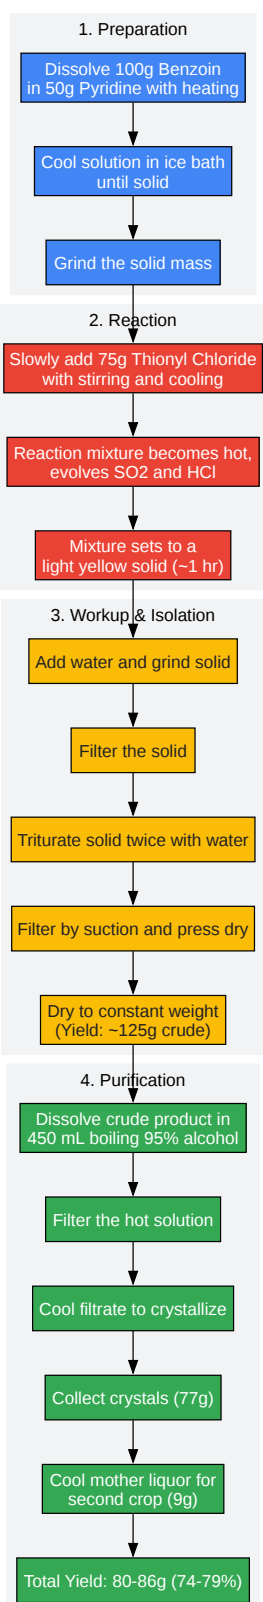 1. Preparation
Dissolve 100g Benzoin
in 50g Pyridine with heating
Cool solution in ice bath
until solid
Grind the solid mass
2. Reaction
Slowly add 75g Thionyl Chloride
with stirring and cooling
Reaction mixture becomes hot,
evolves SO2 and HCl
Mixture sets to a
light yellow solid (~1 hr)
3. Workup & Isolation
Add water and grind solid
Filter the solid
Triturate solid twice with water
Filter by suction and press dry
Dry to constant weight
(Yield: ~125g crude)
4. Purification
Dissolve crude product in
450 mL boiling 95% alcohol
Filter the hot solution
Cool filtrate to crystallize
Collect crystals (77g)
Cool mother liquor for
second crop (9g)
Total Yield: 80-86g (74-79%)